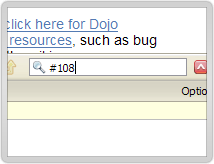 click here for Dojo
resources, such as bug
#108
Optio